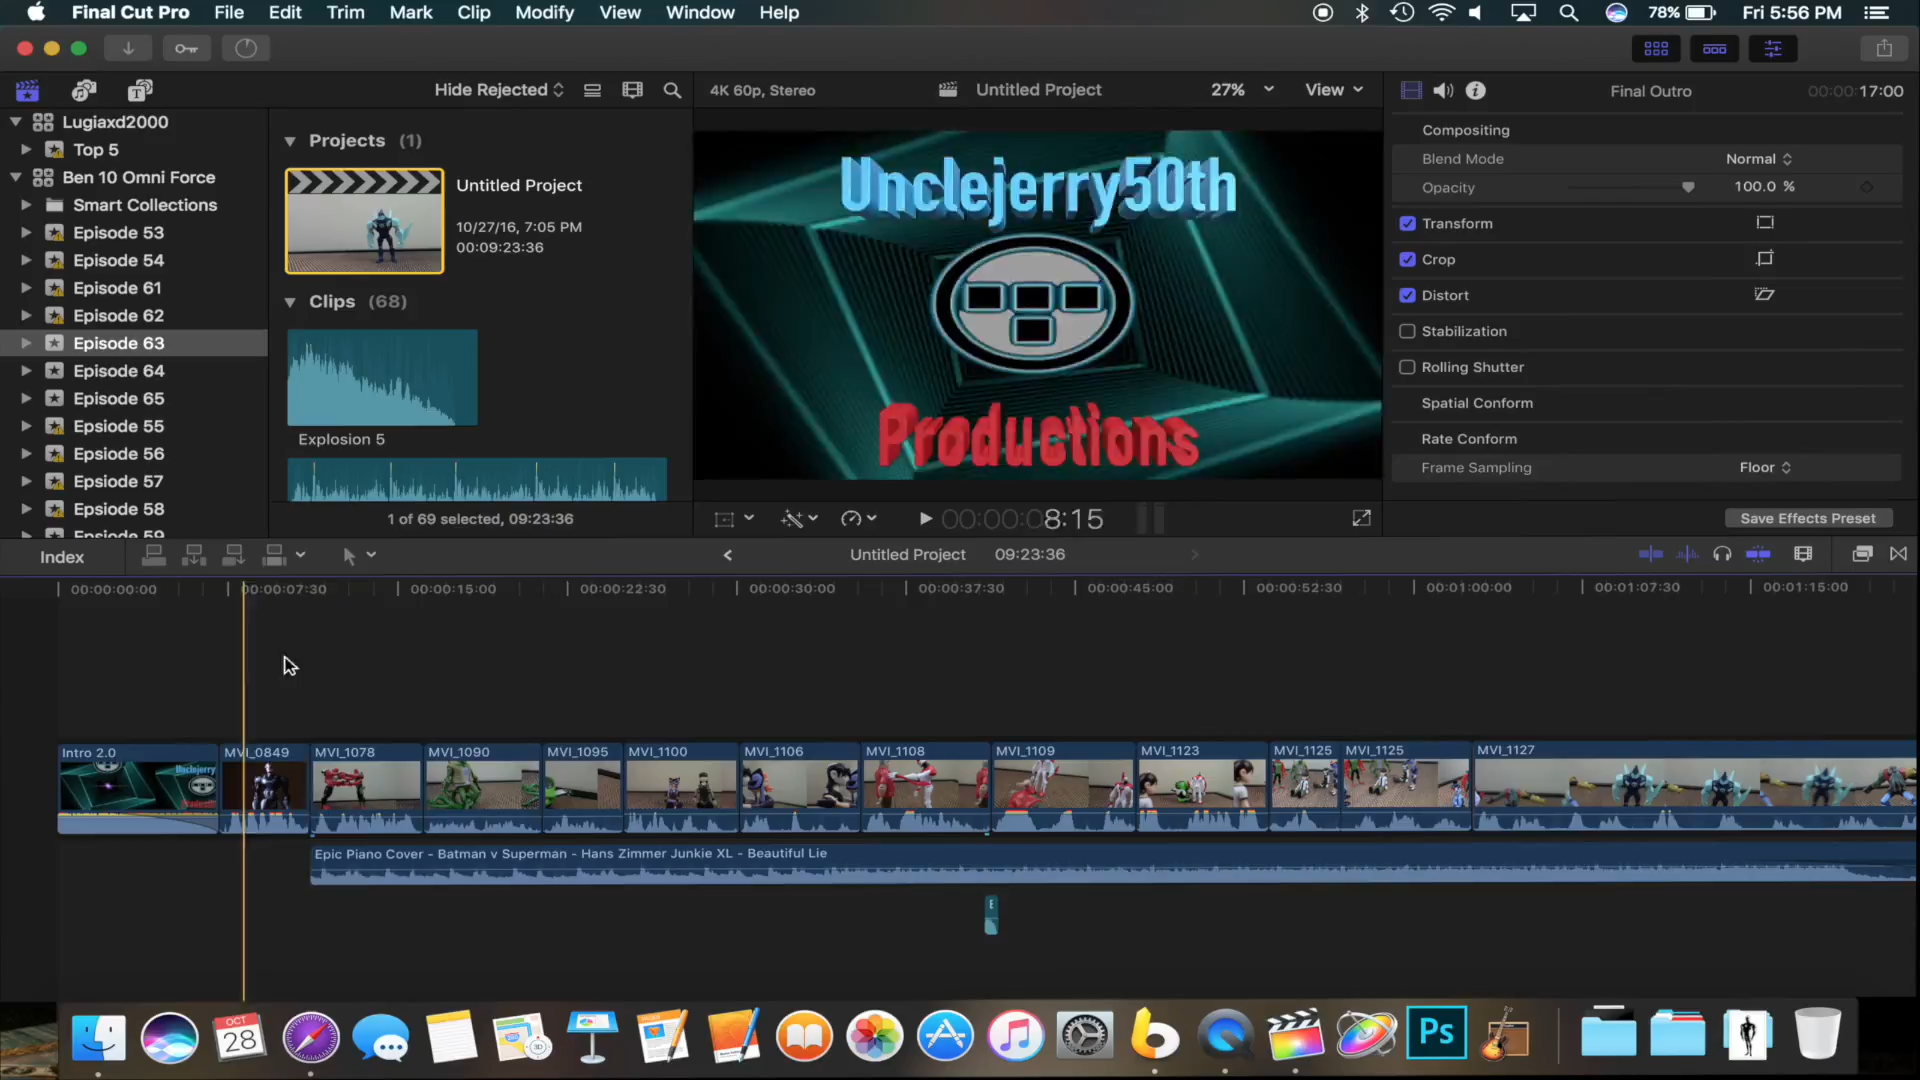 Final Cut Pro File Edit Trim Mark Clip Modify View Window Help 78% Fri 5:56 PM
Hide Rejected
4K 60p, Stereo Untitled Project 27% View
Final Outro 00:00:17:00
Lugiaxd2000
Top 5
Ben 10 Omni Force
Smart Collections
Episode 53
Episode 54
Episode 61
Episode 62
Episode 63
Episode 64
Episode 65
Epsiode 55
Epsiode 56
Epsiode 57
Epsiode 58
Epsiode 59
Projects (1)
Untitled Project
10/27/16, 7:05 PM
00:09:23:36
Clips (68)
Explosion 5
1 of 69 selected, 09:23:36
Unclejerry50th
Productions
00:00:08:15
Compositing
Blend Mode Normal
Opacity 100.0 %
Transform
Crop
Distort
Stabilization
Rolling Shutter
Spatial Conform
Rate Conform
Frame Sampling Floor
Save Effects Preset
Index Untitled Project 09:23:36
00:00:00:00 00:00:07:30 00:00:15:00 00:00:22:30 00:00:30:00 00:00:37:30 00:00:45:00 00:00:52:30 00:01:00:00 00:01:07:30 00:01:15:00
Intro 2.0 MVI_0849 MVI_1078 MVI_1090 MVI_1095 MVI_1100 MVI_1106 MVI_1108 MVI_1109 MVI_1123 MVI_1125 MVI_1125 MVI_1127
Epic Piano Cover - Batman v Superman - Hans Zimmer Junkie XL - Beautiful Lie
E
OCT
28
3D
Ps